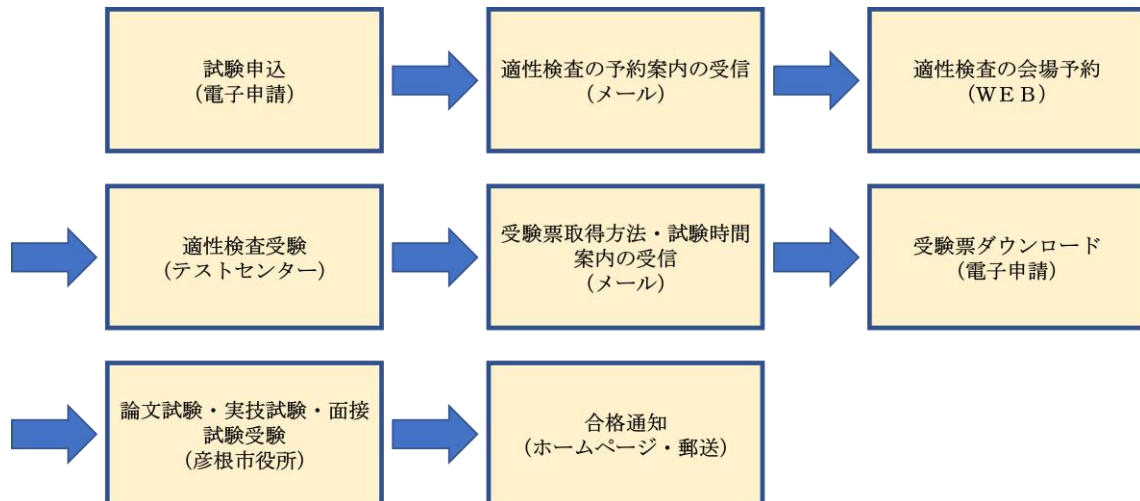 試験申込
（電子申請）
適性検査の予約案内の受信
（メール）
適性検査の会場予約
（ＷＥＢ）
適性検査受験
（テストセンター）
受験票取得方法・試験時間
案内の受信
（メール）
受験票ダウンロード
（電子申請）
論文試験・実技試験・面接
試験受験
（彦根市役所）
合格通知
（ホームページ・郵送）